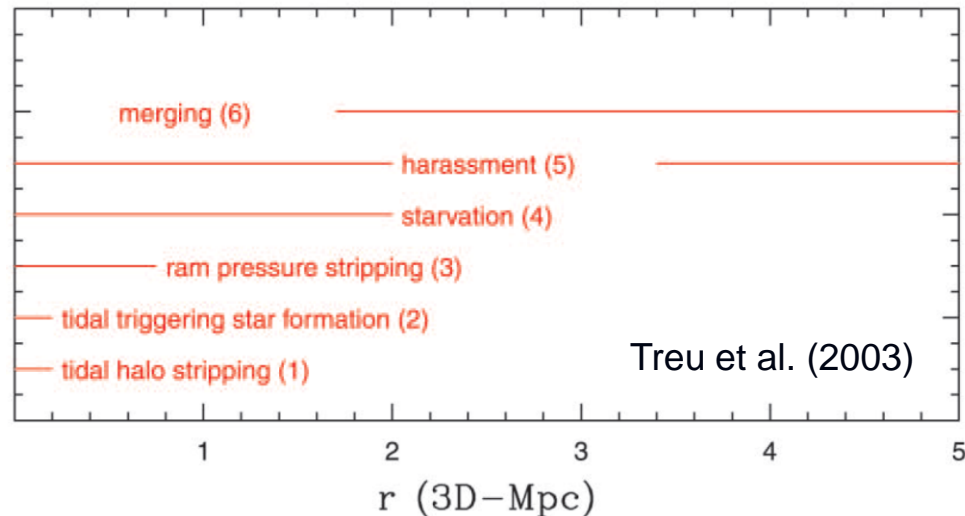 merging (6)
harassment (5)
starvation (4)
ram pressure stripping (3)
tidal triggering star formation (2)
tidal halo stripping (1)
Treu et al. (2003)
1 2 3 4 5
r (3D-Mpc)